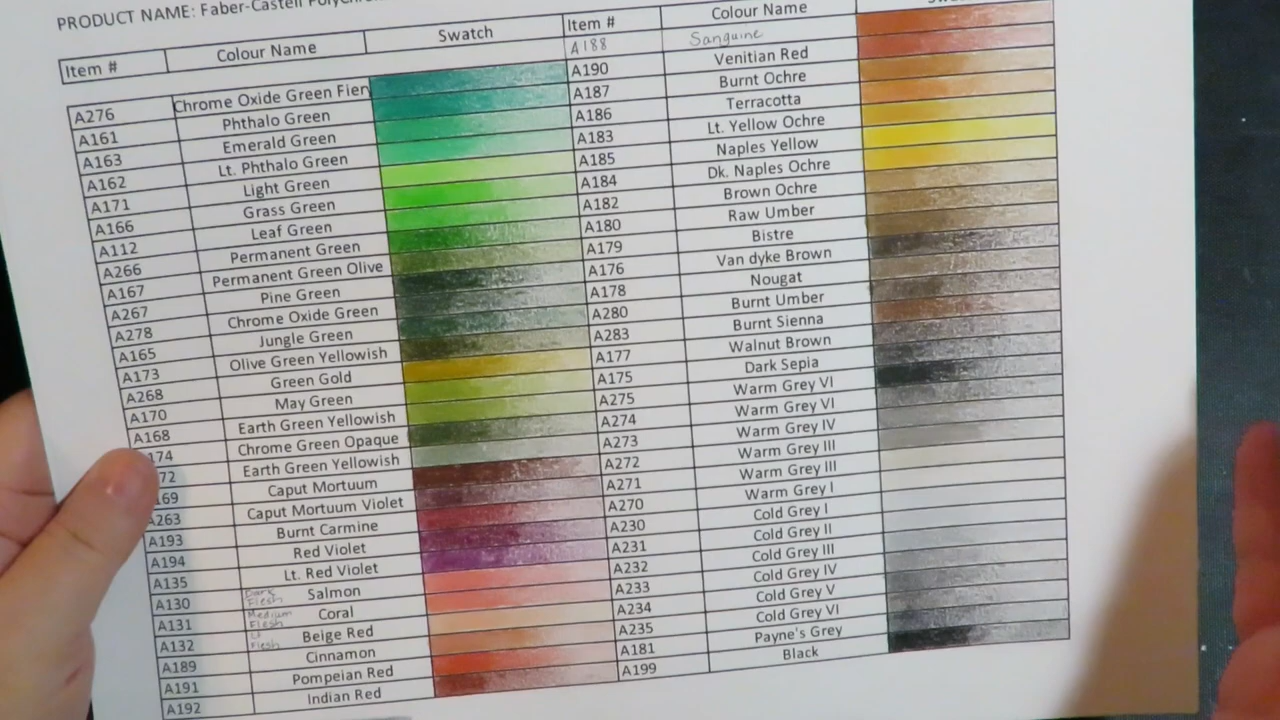 PRODUCT NAME: Faber-Castell
Item # Colour Name Swatch
A276 Chrome Oxide Green Fier
A161 Phthalo Green
A163 Emerald Green
A162 Lt. Phthalo Green
A171 Light Green
A166 Grass Green
A112 Leaf Green
A266 Permanent Green
A167 Permanent Green Olive
A267 Pine Green
A278 Chrome Oxide Green
A165 Jungle Green
A173 Olive Green Yellowish
A268 Green Gold
A170 May Green
A168 Earth Green Yellowish
174 Chrome Green Opaque
72 Earth Green Yellowish
169 Caput Mortuum
A263 Caput Mortuum Violet
A193 Burnt Carmine
A194 Red Violet
A135 Lt. Red Violet
A130 Dark Flesh Salmon
A131 Medium Flesh Coral
A132 Lt Flesh Beige Red
A189 Cinnamon
A191 Pompeian Red
A192 Indian Red
Item # Colour Name
A188 Sanguine
A190 Venitian Red
A187 Burnt Ochre
A186 Terracotta
A183 Lt. Yellow Ochre
A185 Naples Yellow
A184 Dk. Naples Ochre
A182 Brown Ochre
A180 Raw Umber
A179 Bistre
A176 Van dyke Brown
A178 Nougat
A280 Burnt Umber
A283 Burnt Sienna
A177 Walnut Brown
A175 Dark Sepia
A275 Warm Grey VI
A274 Warm Grey VI
A273 Warm Grey IV
A272 Warm Grey III
A271 Warm Grey III
A270 Warm Grey I
A230 Cold Grey I
A231 Cold Grey II
A232 Cold Grey III
A233 Cold Grey IV
A234 Cold Grey V
A235 Cold Grey VI
A181 Payne's Grey
A199 Black